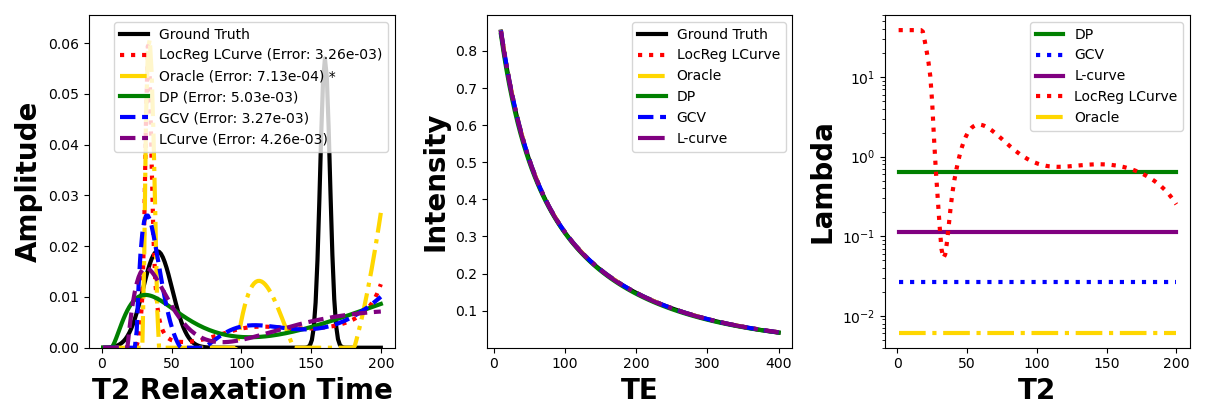 Amplitude
0.06
0.05
0.04
0.03
0.02
0.01
0.00
Ground Truth
LocReg LCurve (Error: 3.26e-03)
Oracle (Error: 7.13e-04) *
DP (Error: 5.03e-03)
GCV (Error: 3.27e-03)
LCurve (Error: 4.26e-03)
0 50 100 150 200
T2 Relaxation Time
Intensity
0.8
0.7
0.6
0.5
0.4
0.3
0.2
0.1
Ground Truth
LocReg LCurve
Oracle
DP
GCV
L-curve
0 100 200 300 400
TE
Lambda
10¹
10⁰
10⁻¹
10⁻²
DP
GCV
L-curve
LocReg LCurve
Oracle
0 50 100 150 200
T2